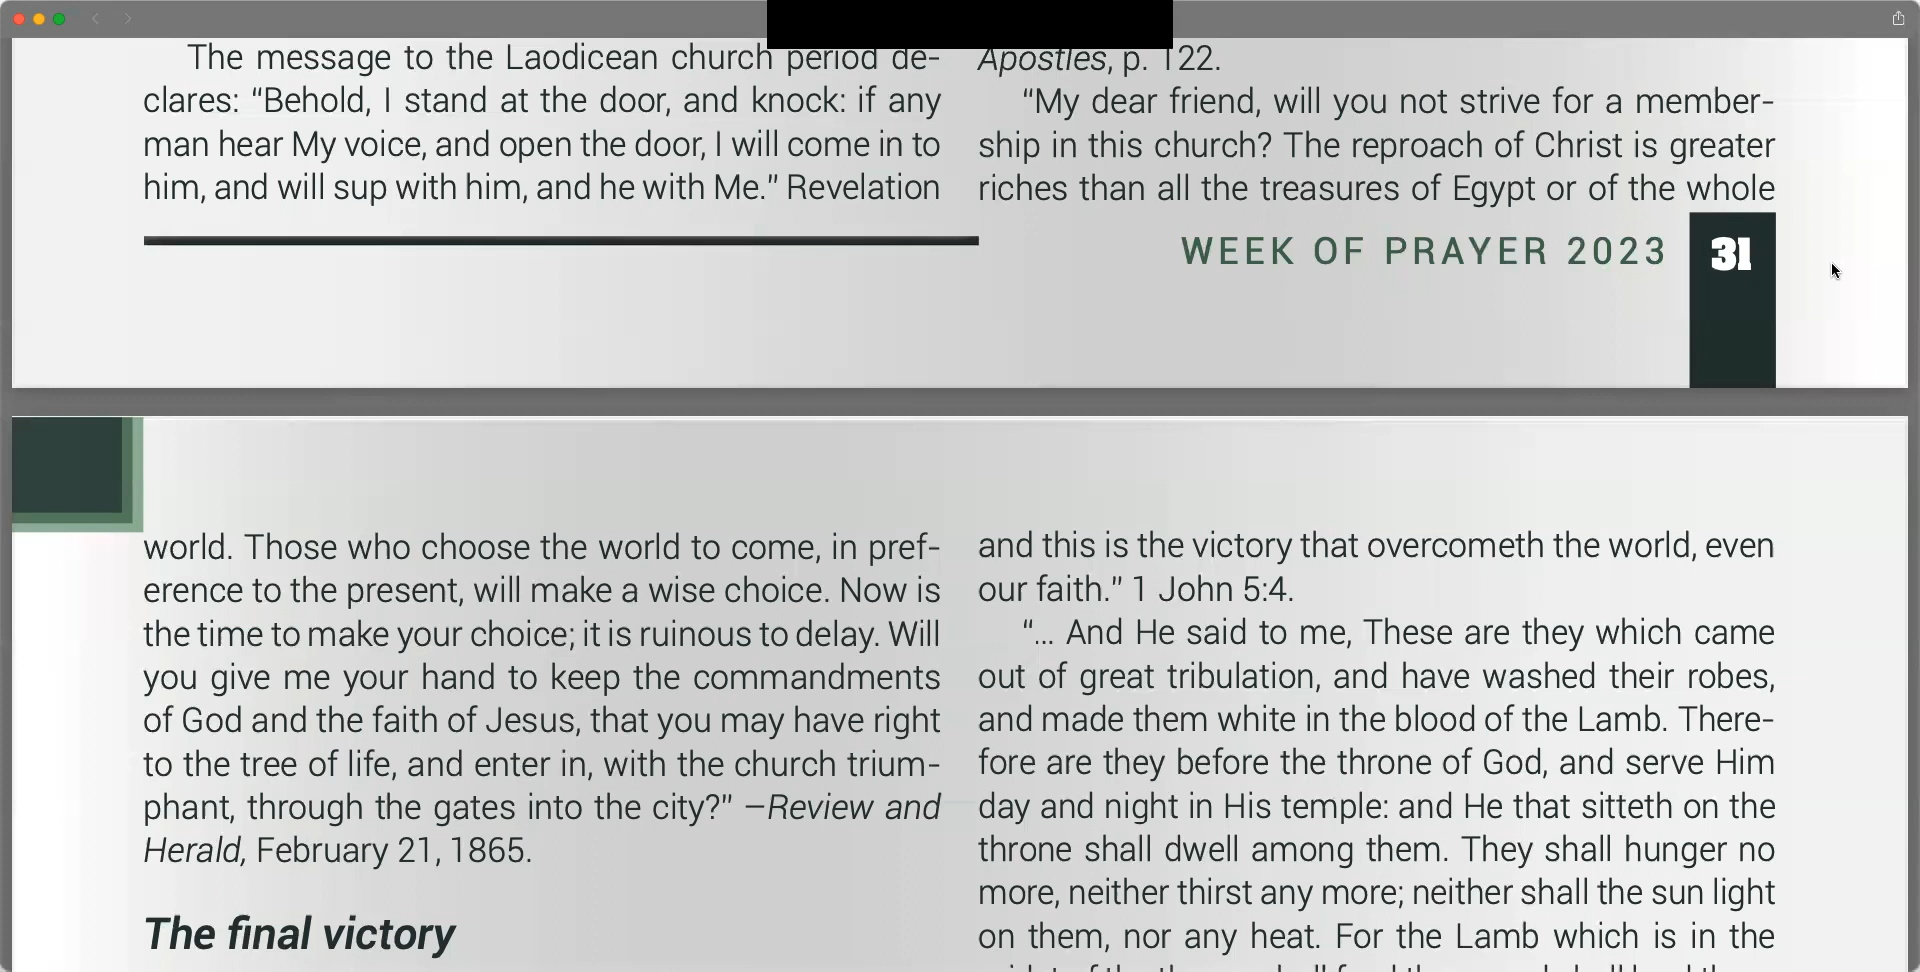 The message to the Laodicean church period de-
clares: “Behold, I stand at the door, and knock: if any
man hear My voice, and open the door, I will come in to
him, and will sup with him, and he with Me.” Revelation
Apostles, p. 122.
“My dear friend, will you not strive for a member-
ship in this church? The reproach of Christ is greater
riches than all the treasures of Egypt or of the whole
WEEK OF PRAYER 2023
31
world. Those who choose the world to come, in pref-
erence to the present, will make a wise choice. Now is
the time to make your choice; it is ruinous to delay. Will
you give me your hand to keep the commandments
of God and the faith of Jesus, that you may have right
to the tree of life, and enter in, with the church trium-
phant, through the gates into the city?” –Review and
Herald, February 21, 1865.
The final victory
and this is the victory that overcometh the world, even
our faith.” 1 John 5:4.
“... And He said to me, These are they which came
out of great tribulation, and have washed their robes,
and made them white in the blood of the Lamb. There-
fore are they before the throne of God, and serve Him
day and night in His temple: and He that sitteth on the
throne shall dwell among them. They shall hunger no
more, neither thirst any more; neither shall the sun light
on them, nor any heat. For the Lamb which is in the